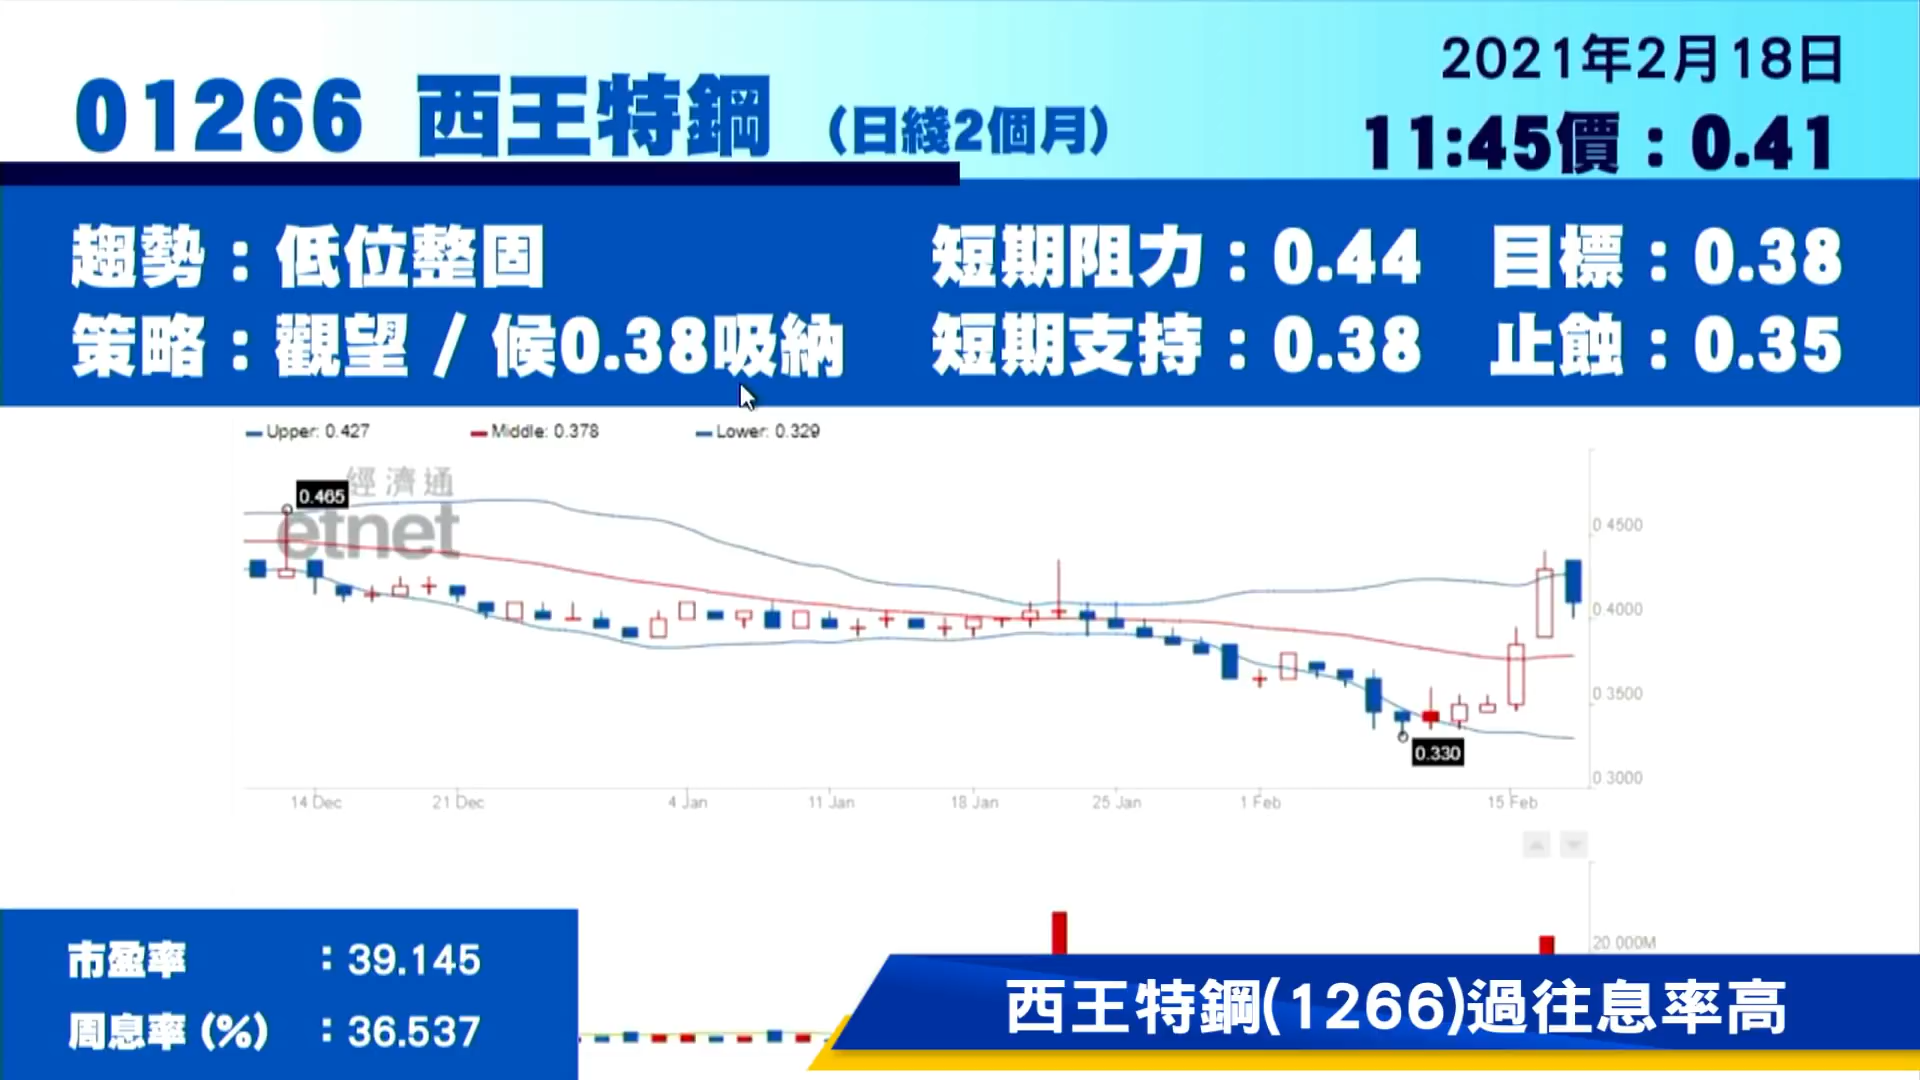 01266 西王特鋼 (日綫2個月)
2021年2月18日
11:45價：0.41
趨勢：低位整固
短期阻力：0.44 目標：0.38
策略：觀望 / 候0.38吸納
短期支持：0.38 止蝕：0.35
Upper: 0.427 Middle: 0.378 Lower: 0.329
經濟通
etnet
0.465
0.330
0.4500
0.4000
0.3500
0.3000
14 Dec 21 Dec 4 Jan 11 Jan 18 Jan 25 Jan 1 Feb 15 Feb
20.000M
市盈率 ：39.145
周息率 (%) ：36.537
西王特鋼(1266)過往息率高